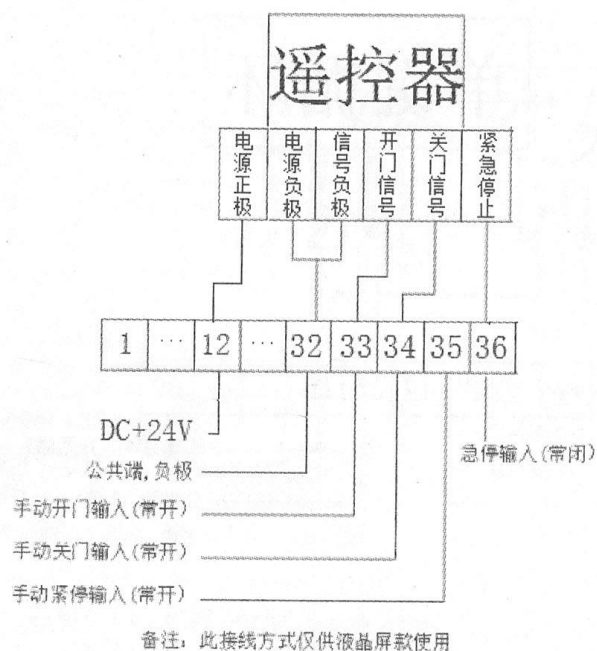 遥控器
电源正极
电源负极
信号负极
开门信号
关门信号
紧急停止
1 ··· 12 ··· 32 33 34 35 36
DC+24V
急停输入(常闭)
公共端,负极
手动开门输入(常开)
手动关门输入(常开)
手动紧停输入(常开)
备注：此接线方式仅供液晶屏款使用